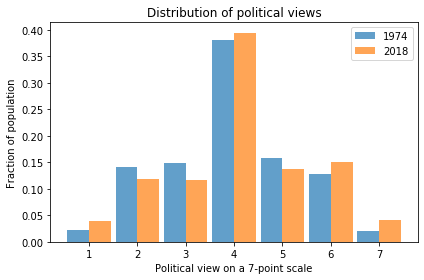 Distribution of political views
1974
2018
Fraction of population
0.40
0.35
0.30
0.25
0.20
0.15
0.10
0.05
0.00
1 2 3 4 5 6 7
Political view on a 7-point scale